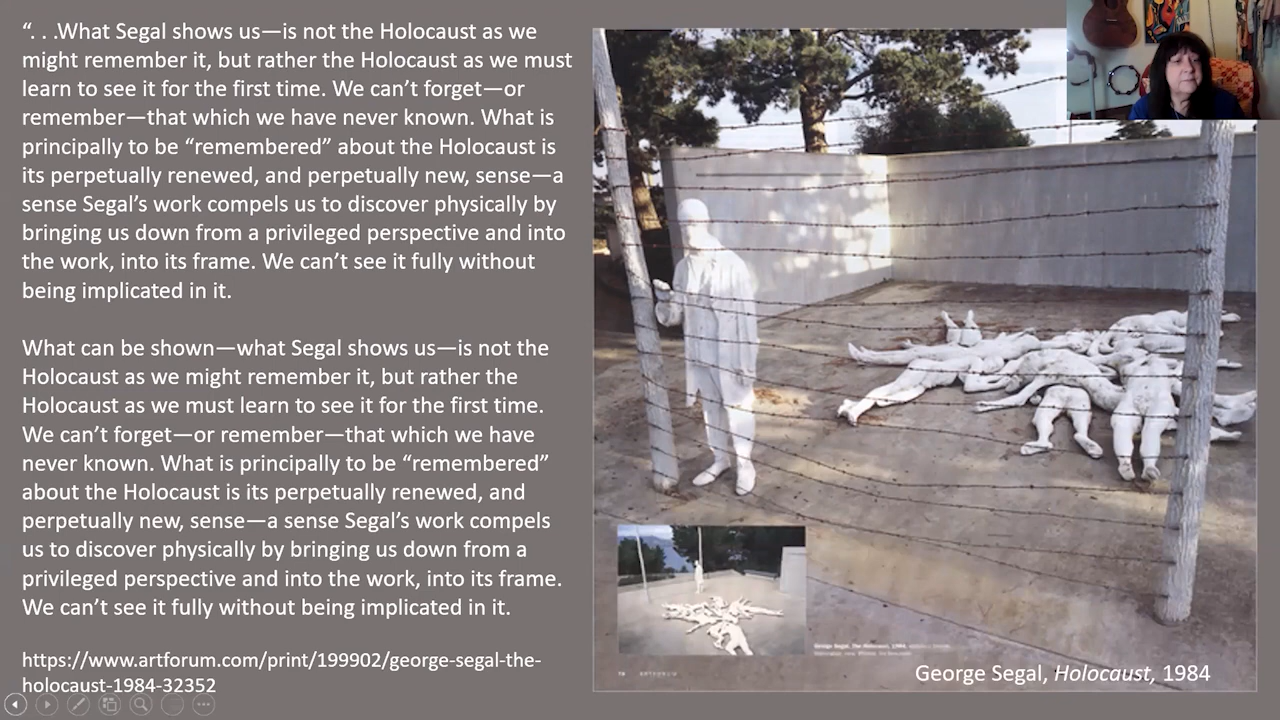 “. . .What Segal shows us—is not the Holocaust as we
might remember it, but rather the Holocaust as we must
learn to see it for the first time. We can’t forget—or
remember—that which we have never known. What is
principally to be “remembered” about the Holocaust is
its perpetually renewed, and perpetually new, sense—a
sense Segal’s work compels us to discover physically by
bringing us down from a privileged perspective and into
the work, into its frame. We can’t see it fully without
being implicated in it.
What can be shown—what Segal shows us—is not the
Holocaust as we might remember it, but rather the
Holocaust as we must learn to see it for the first time.
We can’t forget—or remember—that which we have
never known. What is principally to be “remembered”
about the Holocaust is its perpetually renewed, and
perpetually new, sense—a sense Segal’s work compels
us to discover physically by bringing us down from a
privileged perspective and into the work, into its frame.
We can’t see it fully without being implicated in it.
https://www.artforum.com/print/199902/george-segal-the-
holocaust-1984-32352
George Segal, The Holocaust, 1984,
ARTFORUM
George Segal, Holocaust, 1984